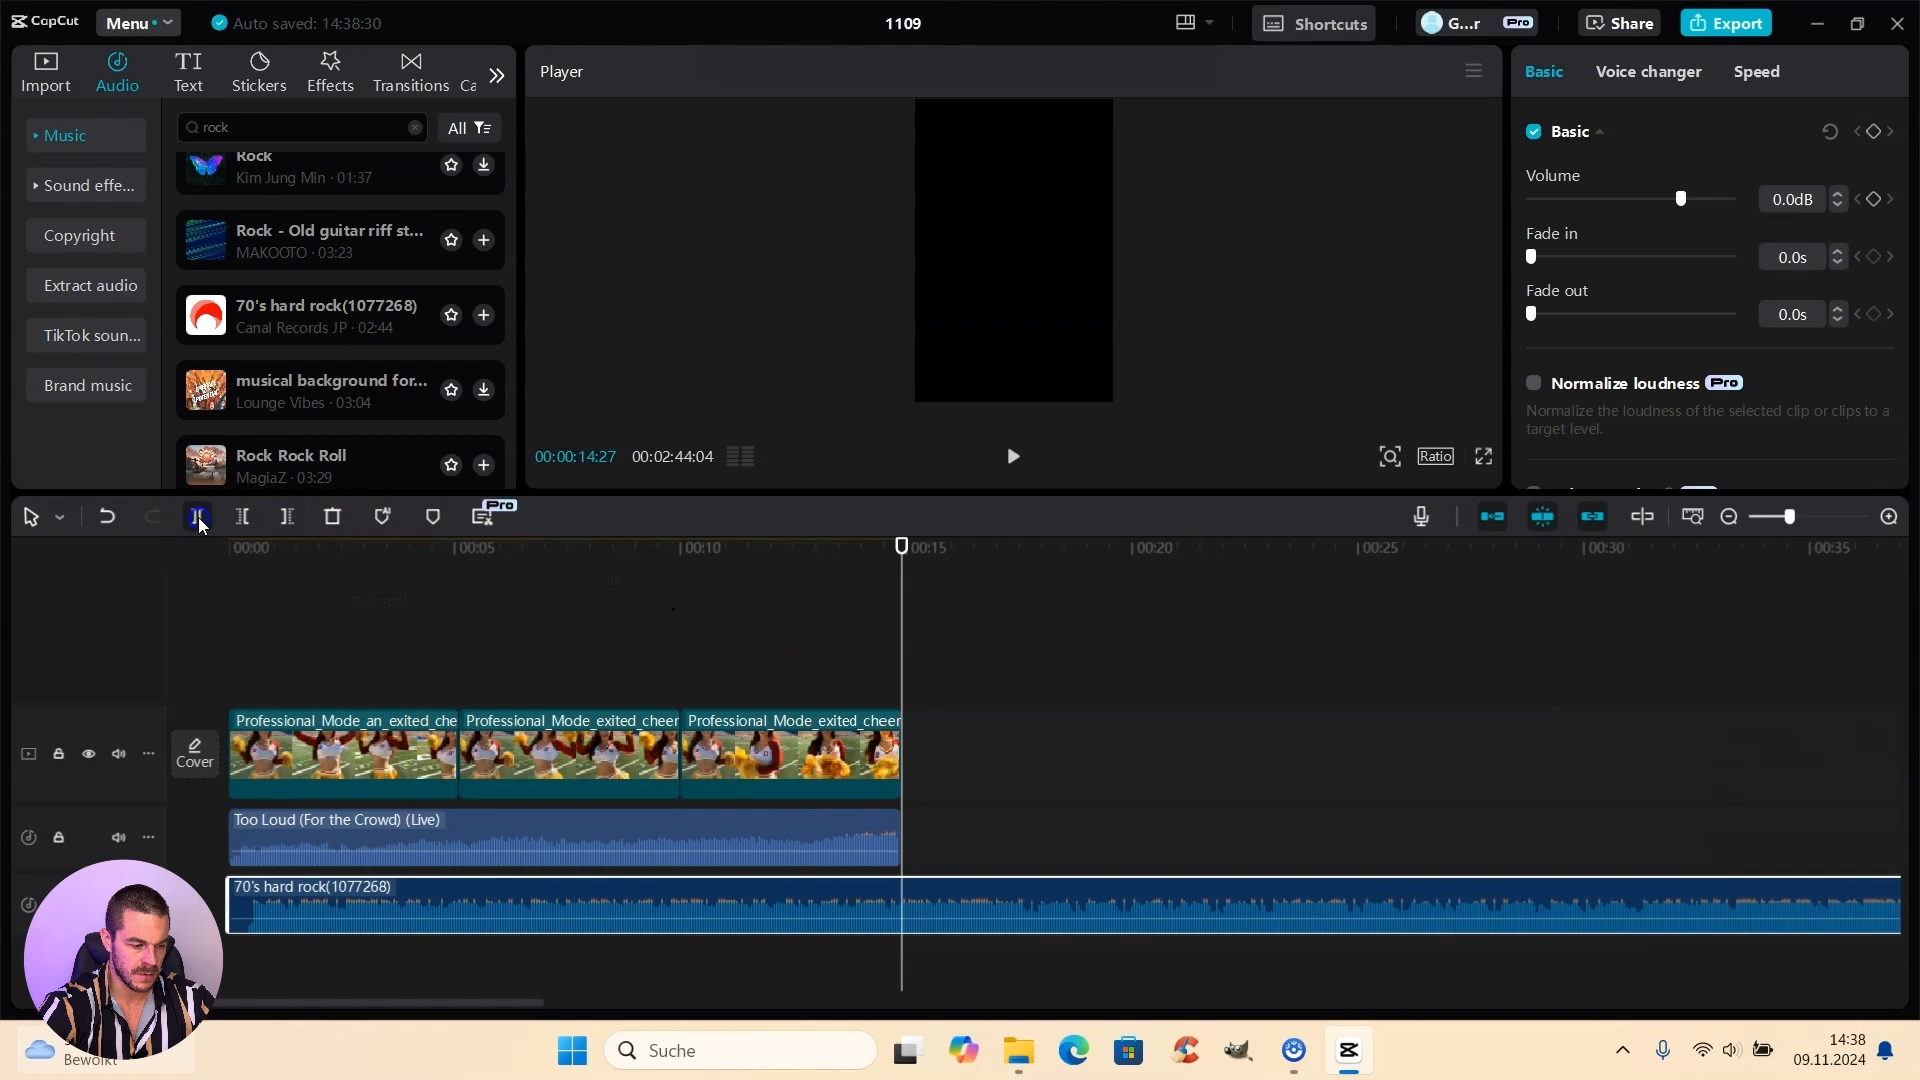 CapCut
Menu
Auto saved: 14:38:30
1109
Shortcuts
G...r
Pro
Share
Export
Import
Audio
Text
Stickers
Effects
Transitions
Ca
Player
Basic
Voice changer
Speed
Music
Sound effe...
Copyright
Extract audio
TikTok soun...
Brand music
rock
All
Rock
Kim Jung Min · 01:37
Rock - Old guitar riff st...
MAKOOTO · 03:23
70's hard rock(1077268)
Canal Records JP · 02:44
musical background for...
Lounge Vibes · 03:04
Rock Rock Roll
MagiaZ · 03:29
00:00:14:27
00:02:44:04
Ratio
Basic
Volume
0.0dB
Fade in
0.0s
Fade out
0.0s
Normalize loudness
Pro
Normalize the loudness of the selected clip or clips to a
target level.
Pro
00:00
00:05
00:10
00:15
00:20
00:25
00:30
00:35
Cover
Professional_Mode_an_exited_che
Professional_Mode_exited_cheer
Professional_Mode_exited_cheer
Too Loud (For the Crowd) (Live)
70's hard rock(1077268)
Bewölkt
Suche
14:38
09.11.2024